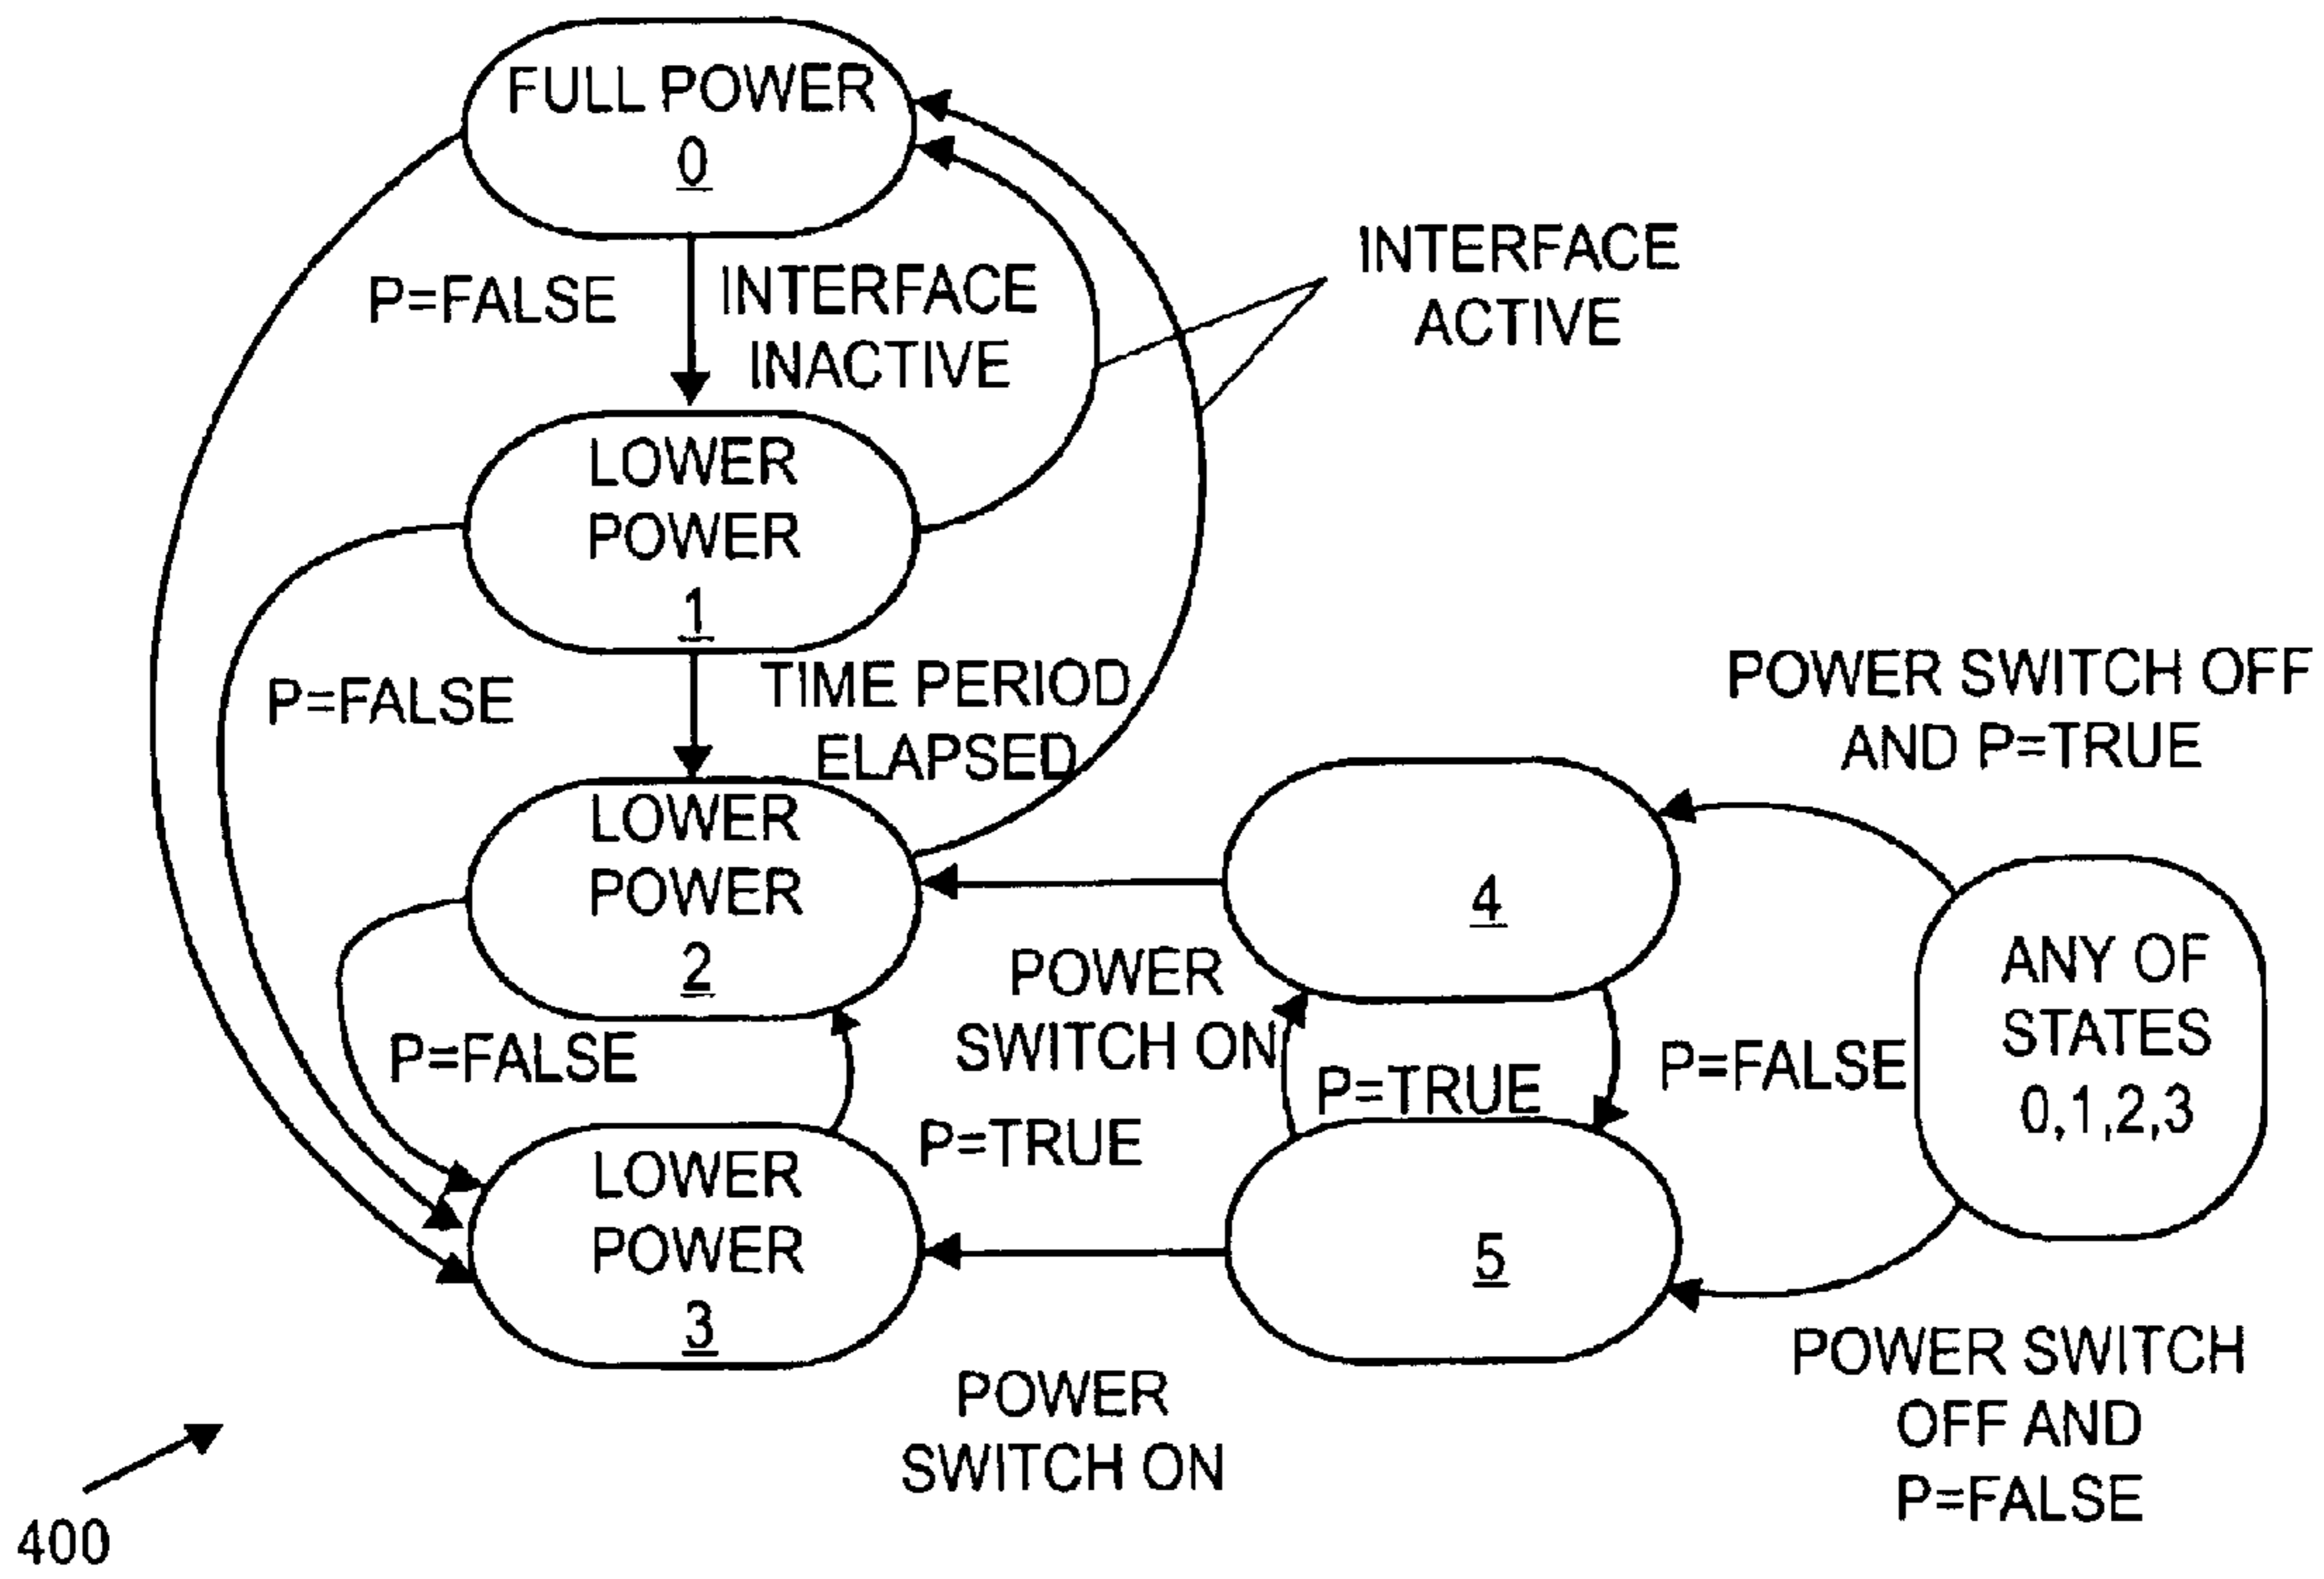 FULL POWER
0
P=FALSE
INTERFACE
INACTIVE
INTERFACE
ACTIVE
LOWER
POWER
1
P=FALSE
TIME PERIOD
ELAPSED
POWER SWITCH OFF
AND P=TRUE
LOWER
POWER
2
4
ANY OF
STATES
0,1,2,3
POWER
SWITCH ON
P=FALSE
P=TRUE
P=FALSE
P=TRUE
LOWER
POWER
3
5
POWER
SWITCH ON
POWER SWITCH
OFF AND
P=FALSE
400